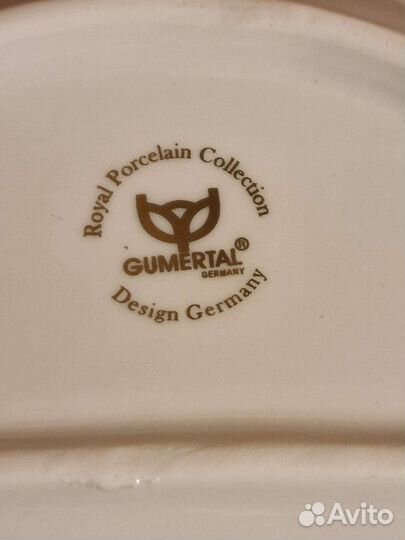 Royal Porcelain Collection
GUMERTAL®
GERMANY
Design Germany
Avito